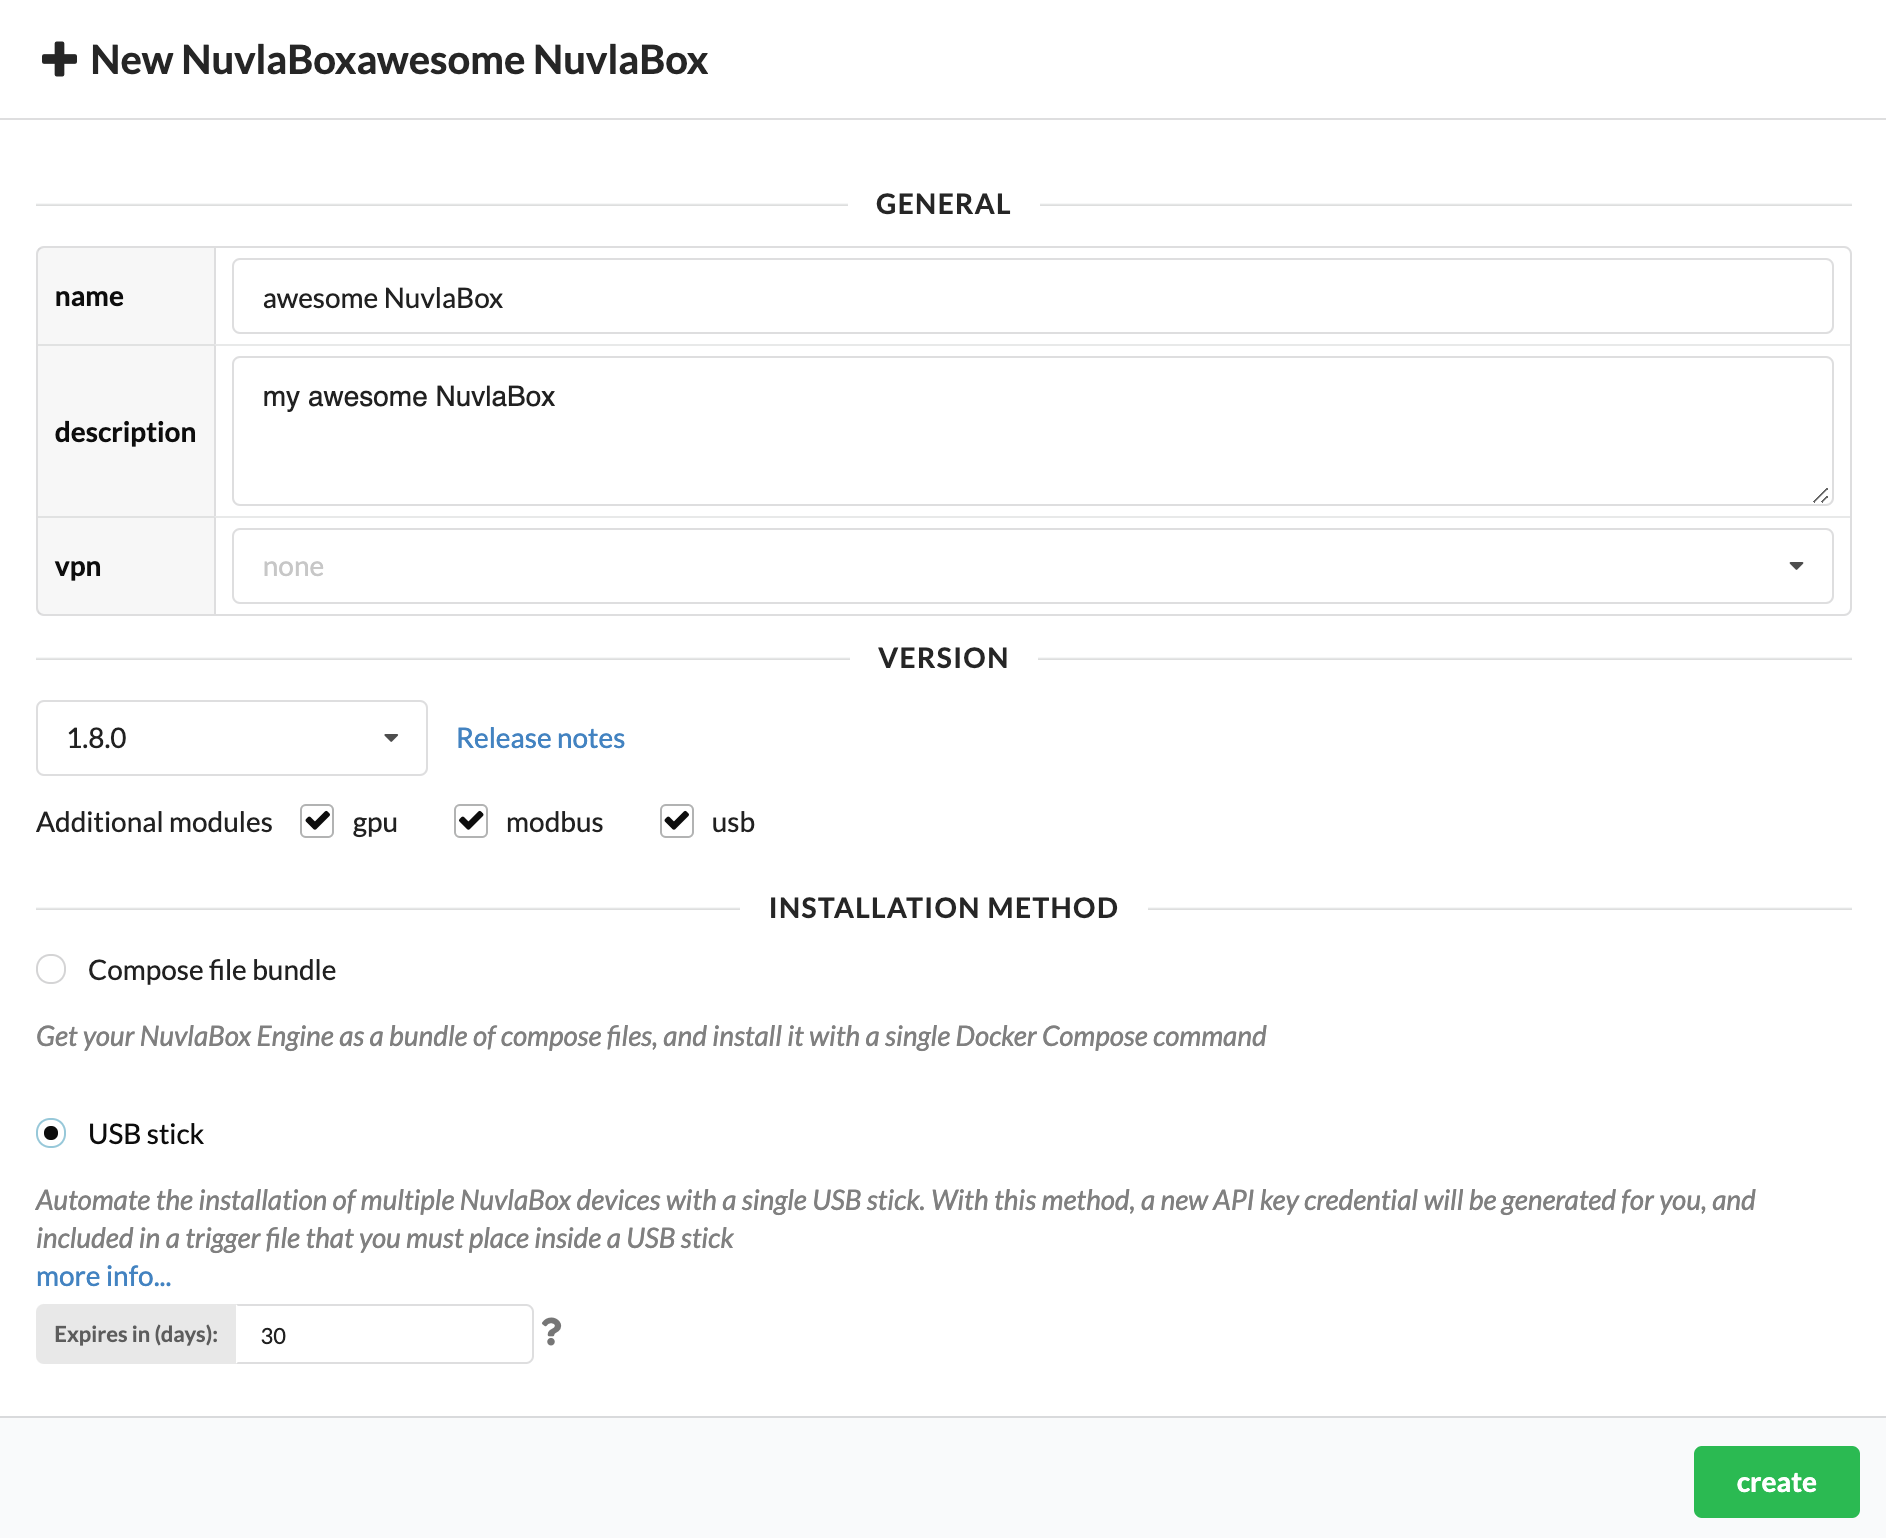 New NuvlaBoxawesome NuvlaBox
GENERAL
name
awesome NuvlaBox
description
my awesome NuvlaBox
vpn
none
VERSION
1.8.0
Release notes
Additional modules gpu modbus usb
INSTALLATION METHOD
Compose file bundle
Get your NuvlaBox Engine as a bundle of compose files, and install it with a single Docker Compose command
USB stick
Automate the installation of multiple NuvlaBox devices with a single USB stick. With this method, a new API key credential will be generated for you, and
included in a trigger file that you must place inside a USB stick
more info...
Expires in (days): 30 ?
create